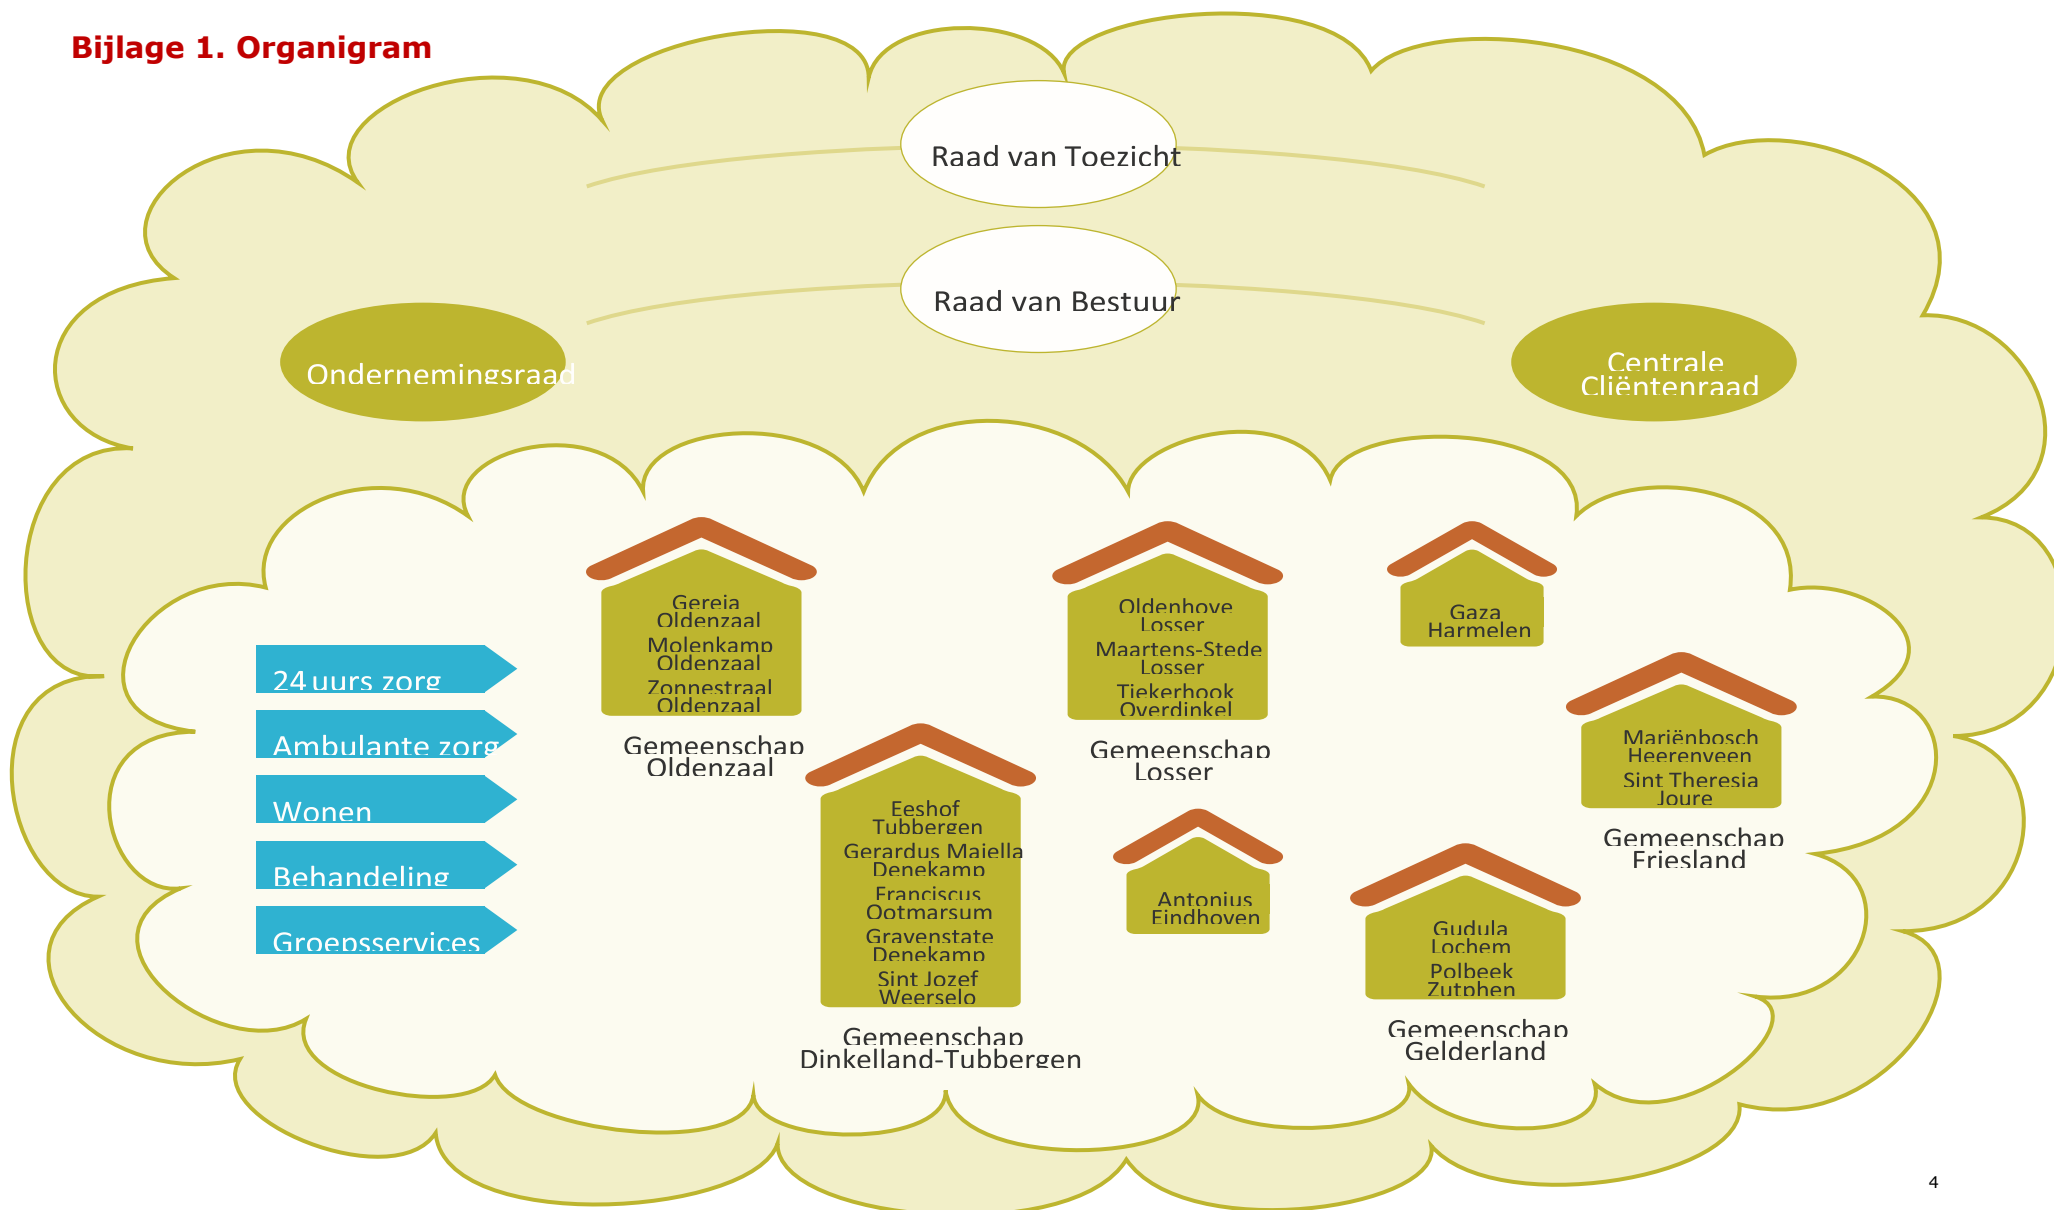 Bijlage 1. Organigram
Raad van Toezicht
Raad van Bestuur
Ondernemingsraad
Centrale
Cliëntenraad
24uurs zorg
Ambulante zorg
Wonen
Behandeling
Groepsservices
Gereia
Oldenzaal
Molenkamp
Oldenzaal
Zonnestraal
Oldenzaal
Gemeenschap
Oldenzaal
Eeshof
Tubbergen
Gerardus Majella
Denekamp
Franciscus
Ootmarsum
Gravenstate
Denekamp
Sint Jozef
Weerselo
Gemeenschap
Dinkelland-Tubbergen
Oldenhove
Losser
Maartens-Stede
Losser
Tiekerhook
Overdinkel
Gemeenschap
Losser
Antonius
Eindhoven
Gaza
Harmelen
Gudula
Lochem
Polbeek
Zutphen
Gemeenschap
Gelderland
Mariënbosch
Heerenveen
Sint Theresia
Joure
Gemeenschap
Friesland
4